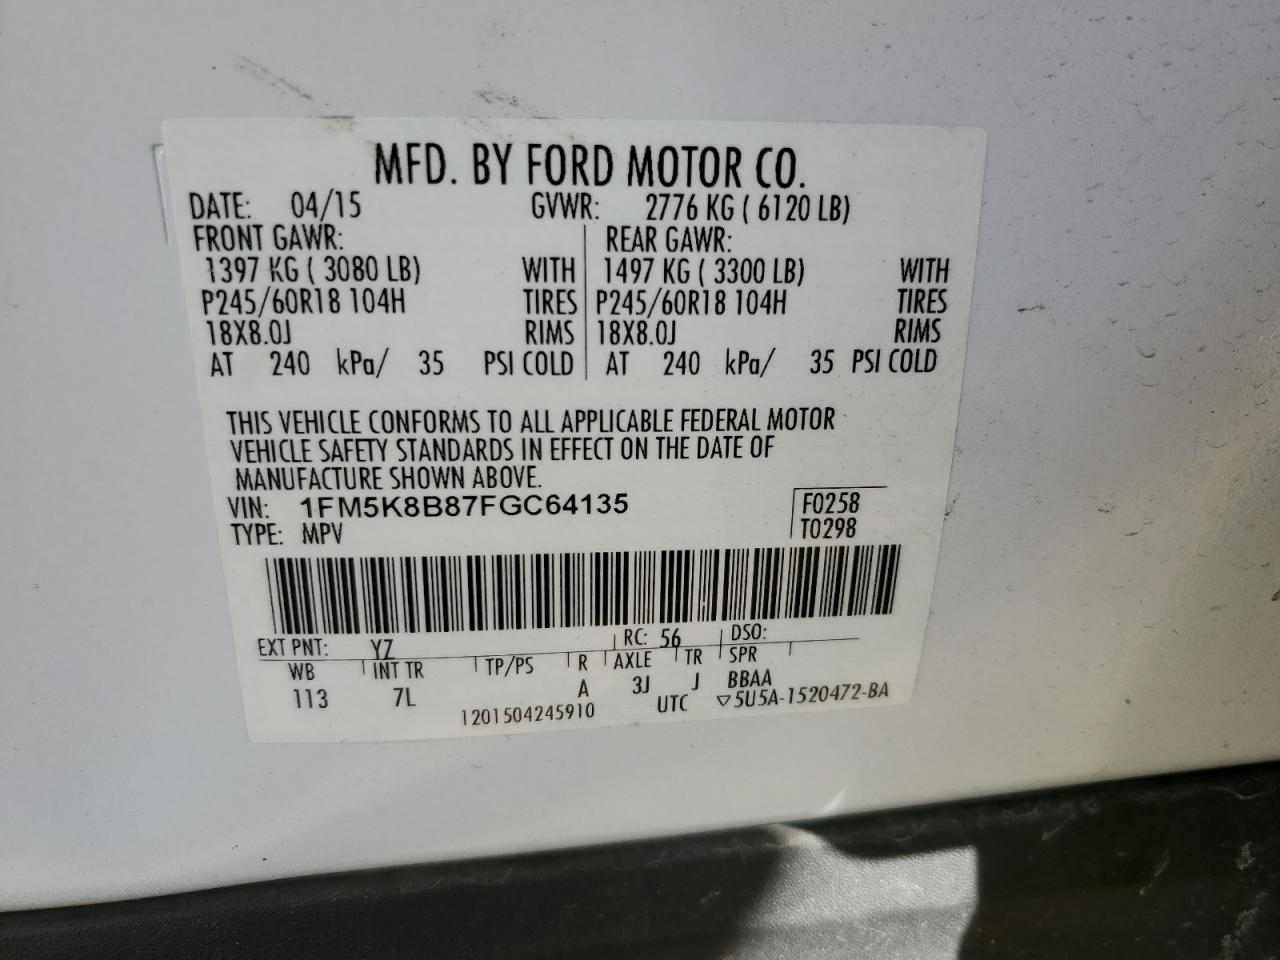 MFD. BY FORD MOTOR CO.
DATE: 04/15 GVWR: 2776 KG ( 6120 LB)
FRONT GAWR: REAR GAWR:
1397 KG ( 3080 LB) WITH 1497 KG ( 3300 LB) WITH
P245/60R18 104H TIRES P245/60R18 104H TIRES
18X8.0J RIMS 18X8.0J RIMS
AT 240 kPa/ 35 PSI COLD AT 240 kPa/ 35 PSI COLD
THIS VEHICLE CONFORMS TO ALL APPLICABLE FEDERAL MOTOR
VEHICLE SAFETY STANDARDS IN EFFECT ON THE DATE OF
MANUFACTURE SHOWN ABOVE.
VIN: 1FM5K8B87FGC64135 F0258
TYPE: MPV T0298
EXT PNT: YZ RC: 56 DSO:
WB INT TR TP/PS R AXLE TR SPR
113 7L A 3J J BBAA
1201504245910 UTC ▽5U5A-1520472-BA